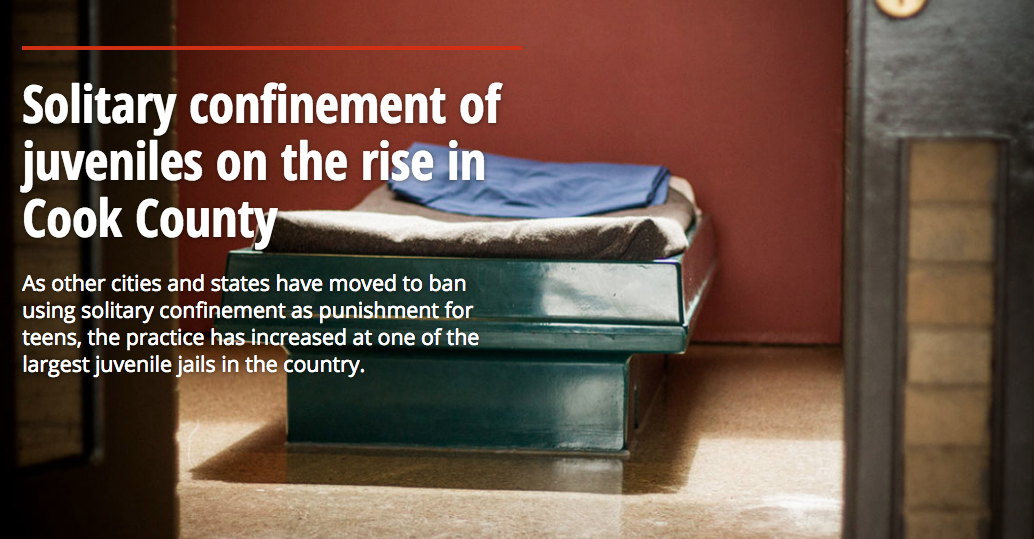 Solitary confinement of
juveniles on the rise in
Cook County
As other cities and states have moved to ban
using solitary confinement as punishment for
teens, the practice has increased at one of the
largest juvenile jails in the country.